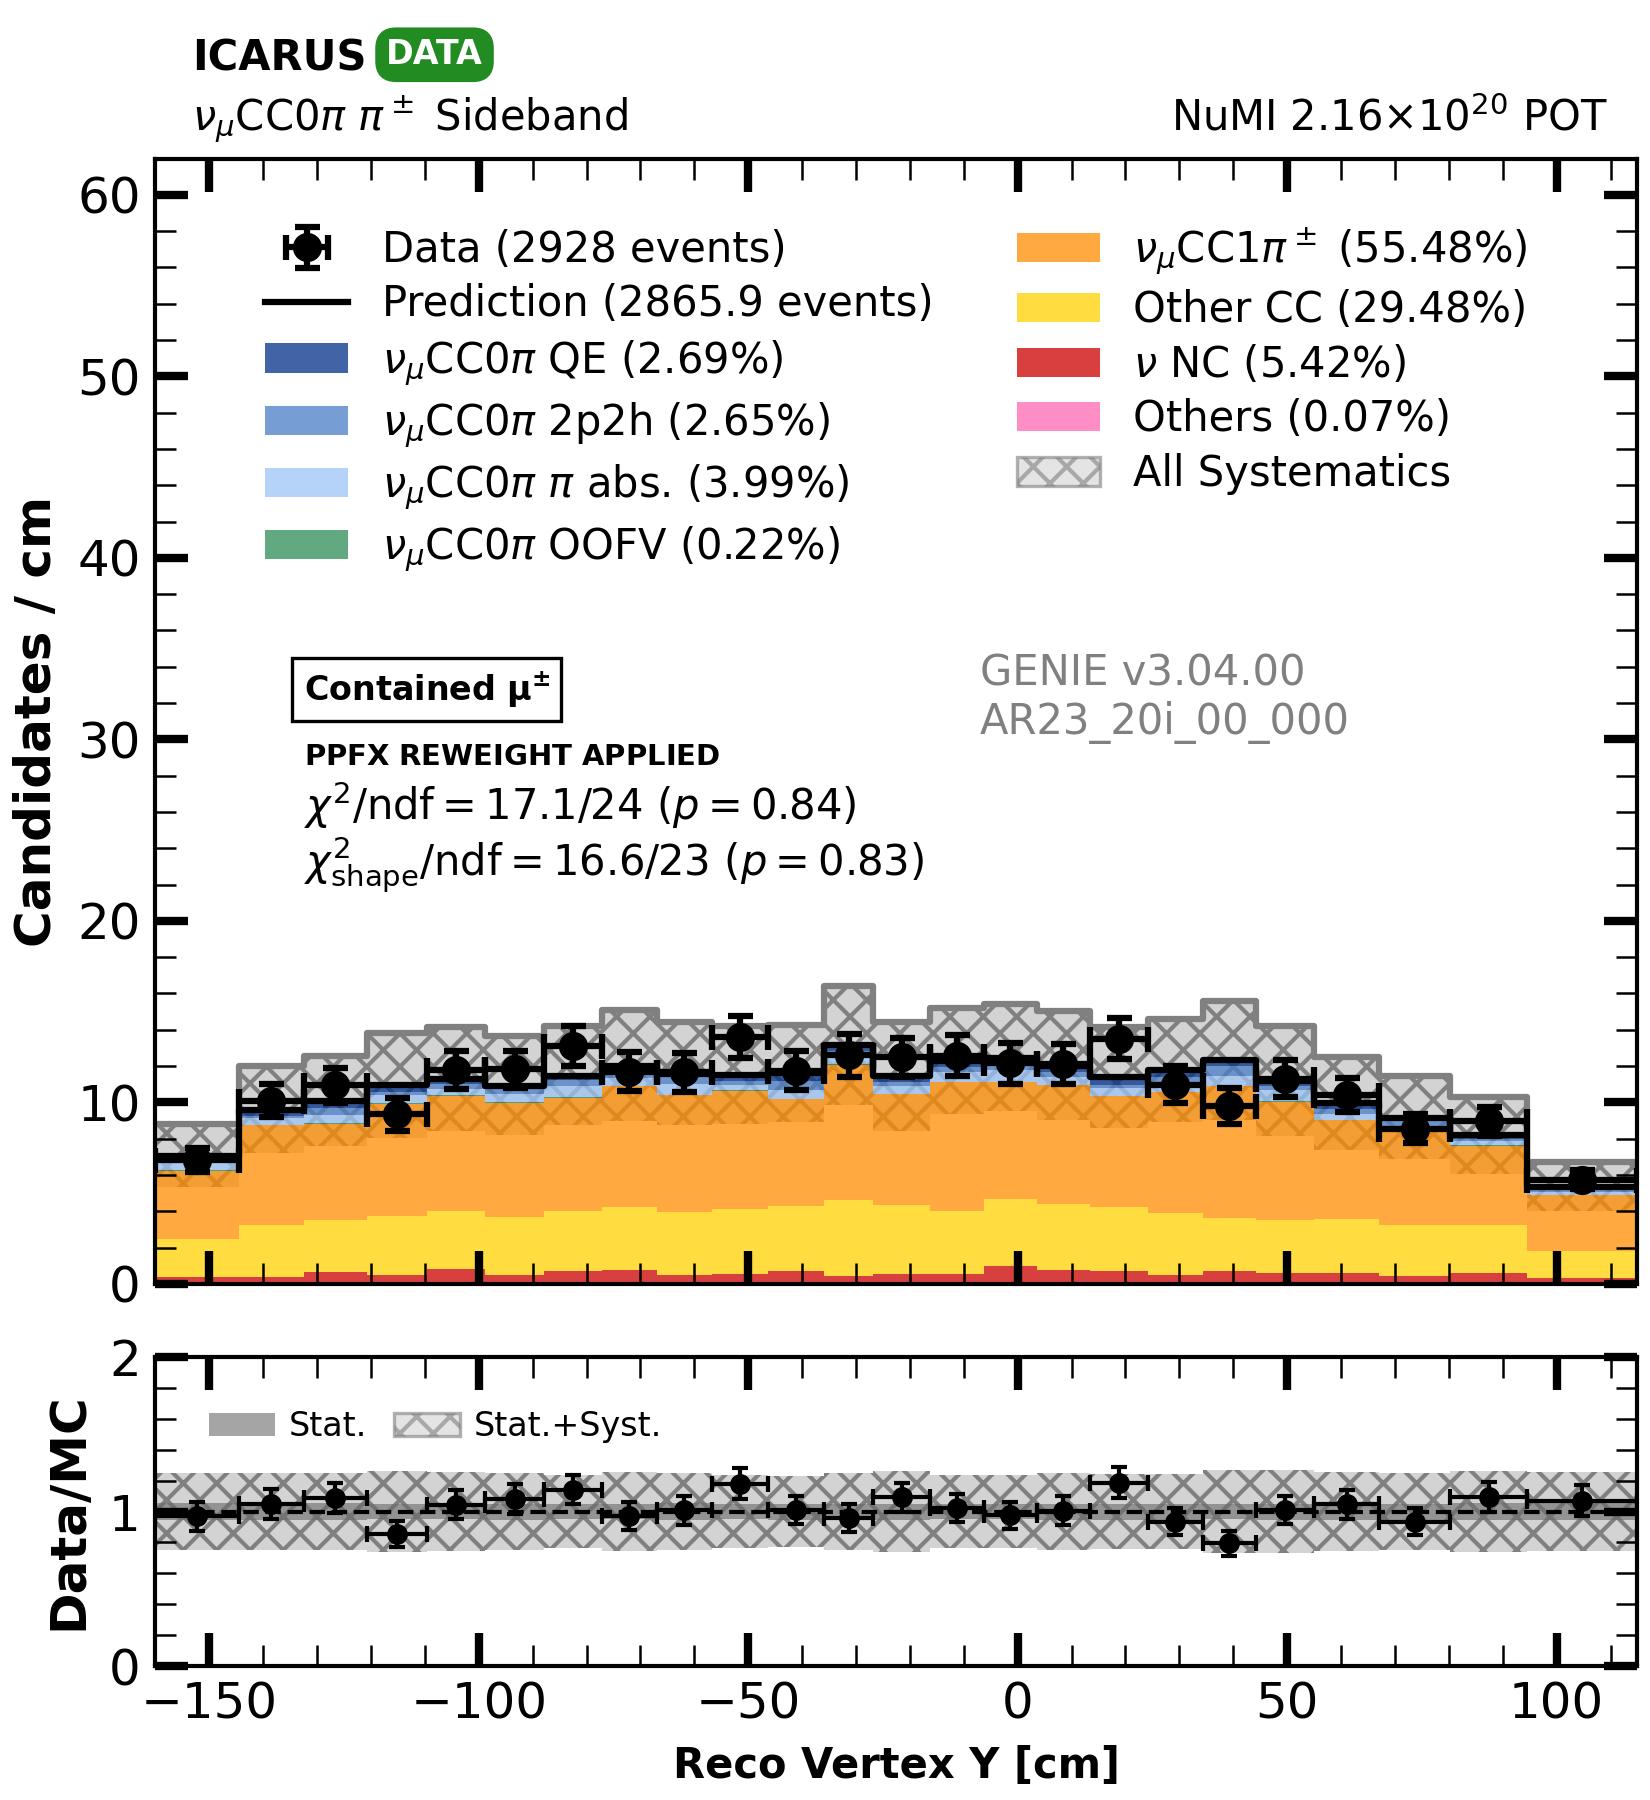 ICARUS DATA
νμCC0π π± Sideband
NuMI 2.16×10²⁰ POT
Data (2928 events)
Prediction (2865.9 events)
νμCC0π QE (2.69%)
νμCC0π 2p2h (2.65%)
νμCC0π π abs. (3.99%)
νμCC0π OOFV (0.22%)
νμCC1π± (55.48%)
Other CC (29.48%)
ν NC (5.42%)
Others (0.07%)
All Systematics
Contained μ±
PPFX REWEIGHT APPLIED
χ²/ndf = 17.1/24 (p = 0.84)
χ²shape/ndf = 16.6/23 (p = 0.83)
GENIE v3.04.00
AR23_20i_00_000
Candidates / cm
60
50
40
30
20
10
0
Stat.
Stat.+Syst.
Data/MC
2
1
0
−150 −100 −50 0 50 100
Reco Vertex Y [cm]